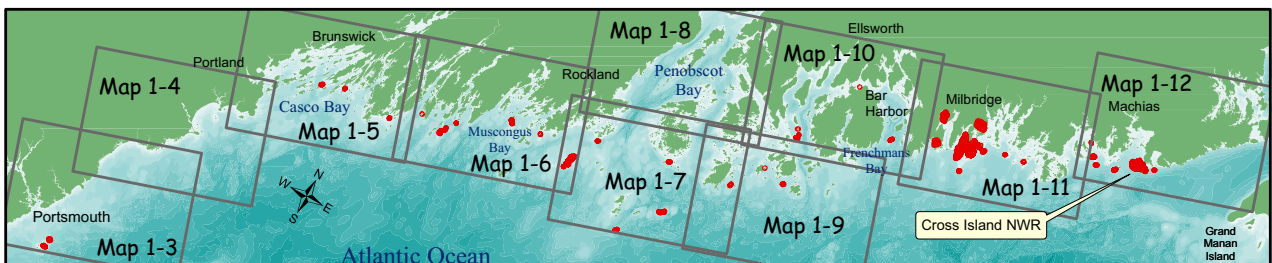 Map 1-8
Ellsworth
Brunswick
Map 1-10
Portland
Map 1-4
Rockland
Penobscot
Bay
Map 1-12
Casco Bay
Bar
Harbor
Milbridge
Machias
Map 1-5
Muscongus
Bay
Map 1-6
Frenchmans
Bay
Map 1-7
Map 1-11
N
W
E
S
Portsmouth
Map 1-9
Cross Island NWR
Map 1-3
Atlantic Ocean
Grand
Manan
Island